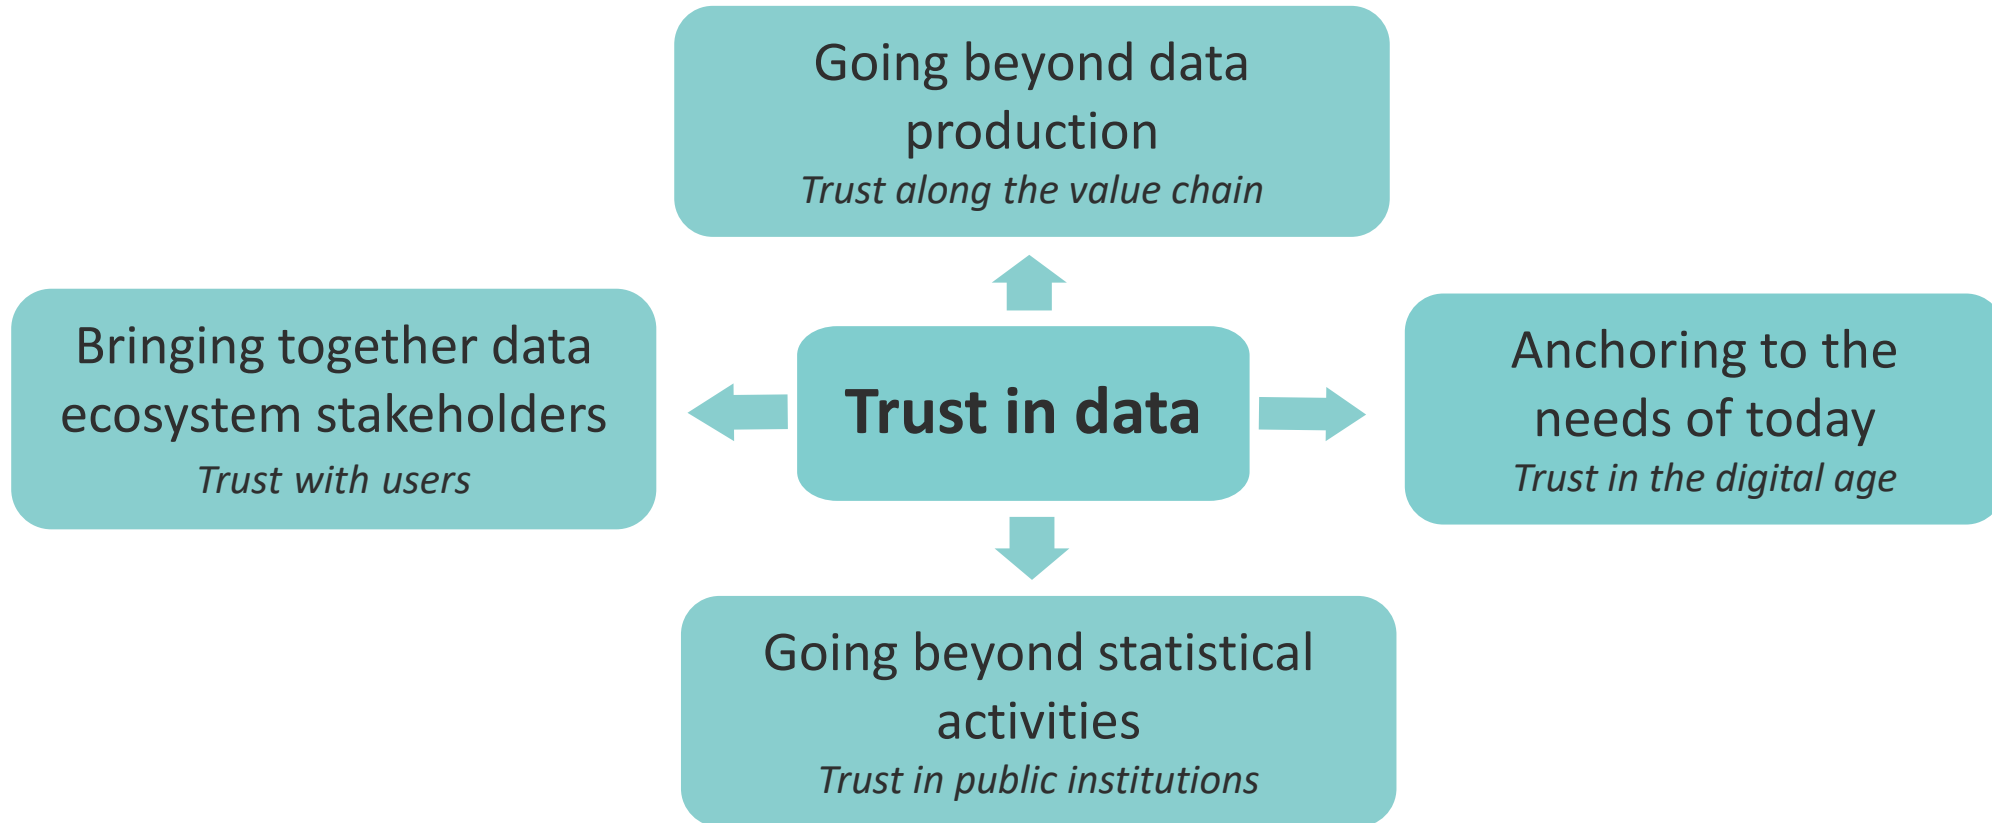 Going beyond data
production
Trust along the value chain
Bringing together data
ecosystem stakeholders
Trust with users
Trust in data
Anchoring to the
needs of today
Trust in the digital age
Going beyond statistical
activities
Trust in public institutions